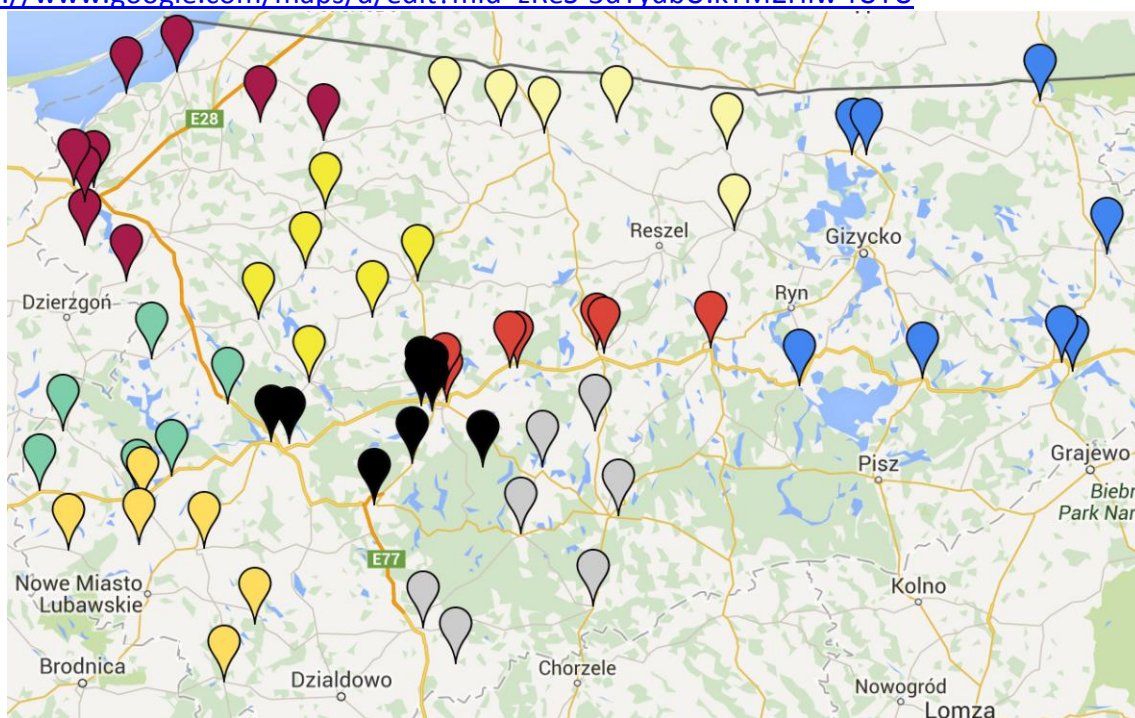 E28
Reszel
Gizycko
Dzierzgoń
Ryn
Pisz
Grajewo
Park Nar
E77
Nowe Miasto
Lubawskie
Kolno
Brodnica
Dzialdowo
Chorzele
Nowogród
Lomza